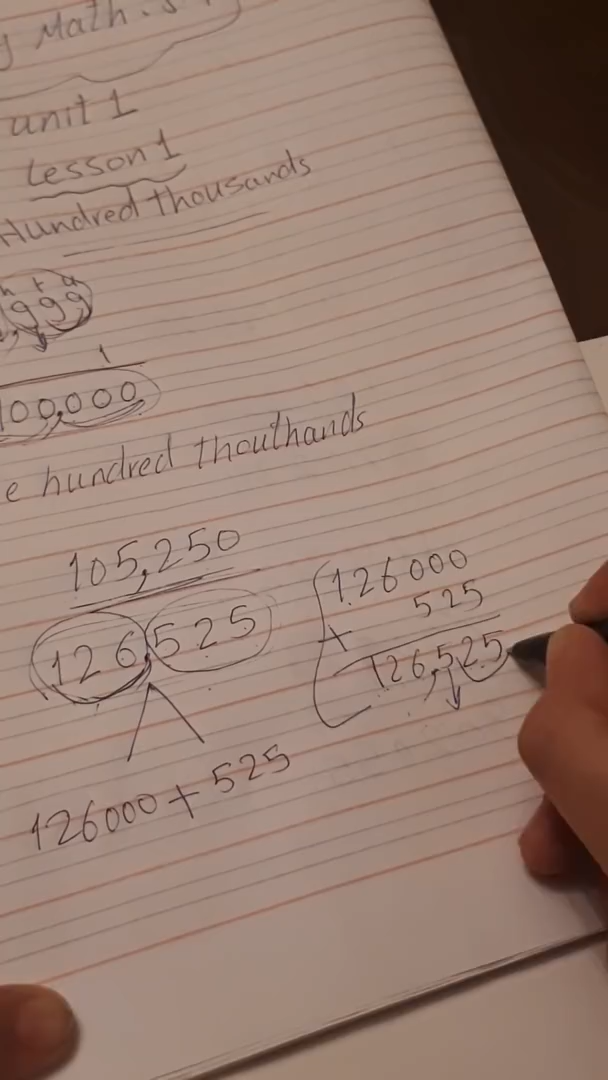 Math.
unit 1
Lesson 1
Hundred thousands
h t u
999
1
100,000
e hundred thouthands
105,250
126,525
126000 + 525
126000
+ 525
126,525